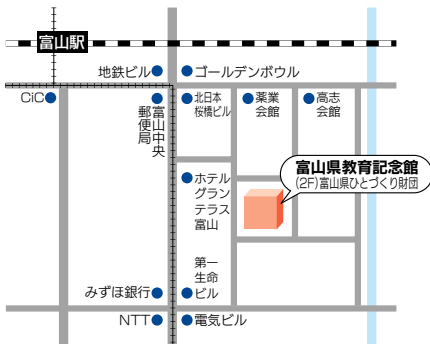 富山駅
地鉄ビル
ゴールデンボウル
CiC
富山中央
郵便局
北日本
桜橋ビル
薬業
会館
高志
会館
富山県教育記念館
(2F)富山県ひとづくり財団
ホテル
グラン
テラス
富山
第一
生命
ビル
みずほ銀行
NTT
電気ビル